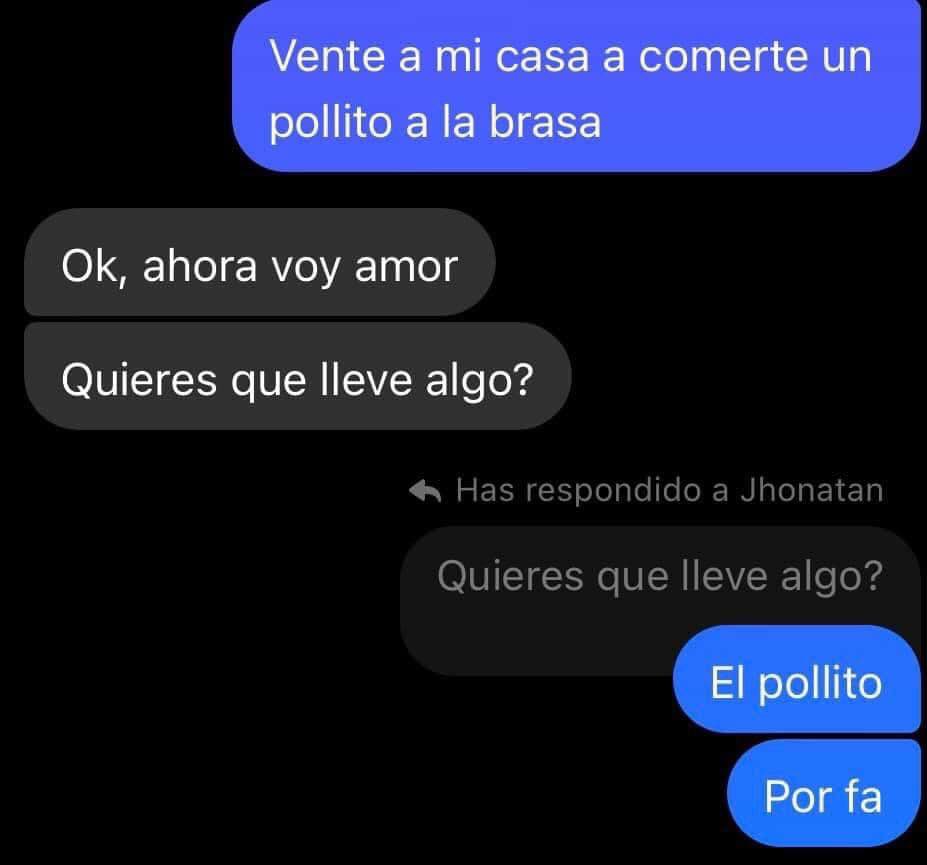 Vente a mi casa a comerte un
pollito a la brasa
Ok, ahora voy amor
Quieres que lleve algo?
Has respondido a Jhonatan
Quieres que lleve algo?
El pollito
Por fa